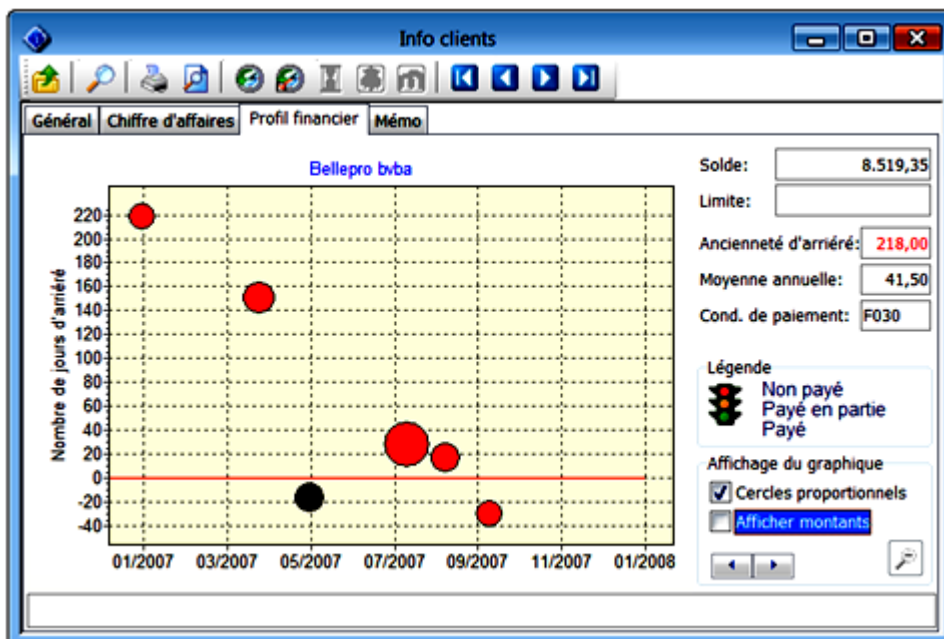 Info clients
Général Chiffre d'affaires Profil financier Mémo
Bellepro bvba
Nombre de jours d'arriéré
220
200
180
160
140
120
100
80
60
40
20
0
-20
-40
01/2007 03/2007 05/2007 07/2007 09/2007 11/2007 01/2008
Solde: 8.519,35
Limite:
Ancienneté d'arriéré: 218,00
Moyenne annuelle: 41,50
Cond. de paiement: F030
Légende
Non payé
Payé en partie
Payé
Affichage du graphique
Cercles proportionnels
Afficher montants